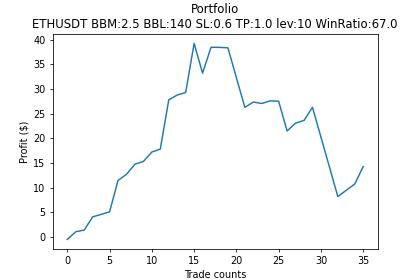 Portfolio
ETHUSDT BBM:2.5 BBL:140 SL:0.6 TP:1.0 lev:10 WinRatio:67.0
40
35
30
25
20
15
10
5
0
Profit ($)
0 5 10 15 20 25 30 35
Trade counts